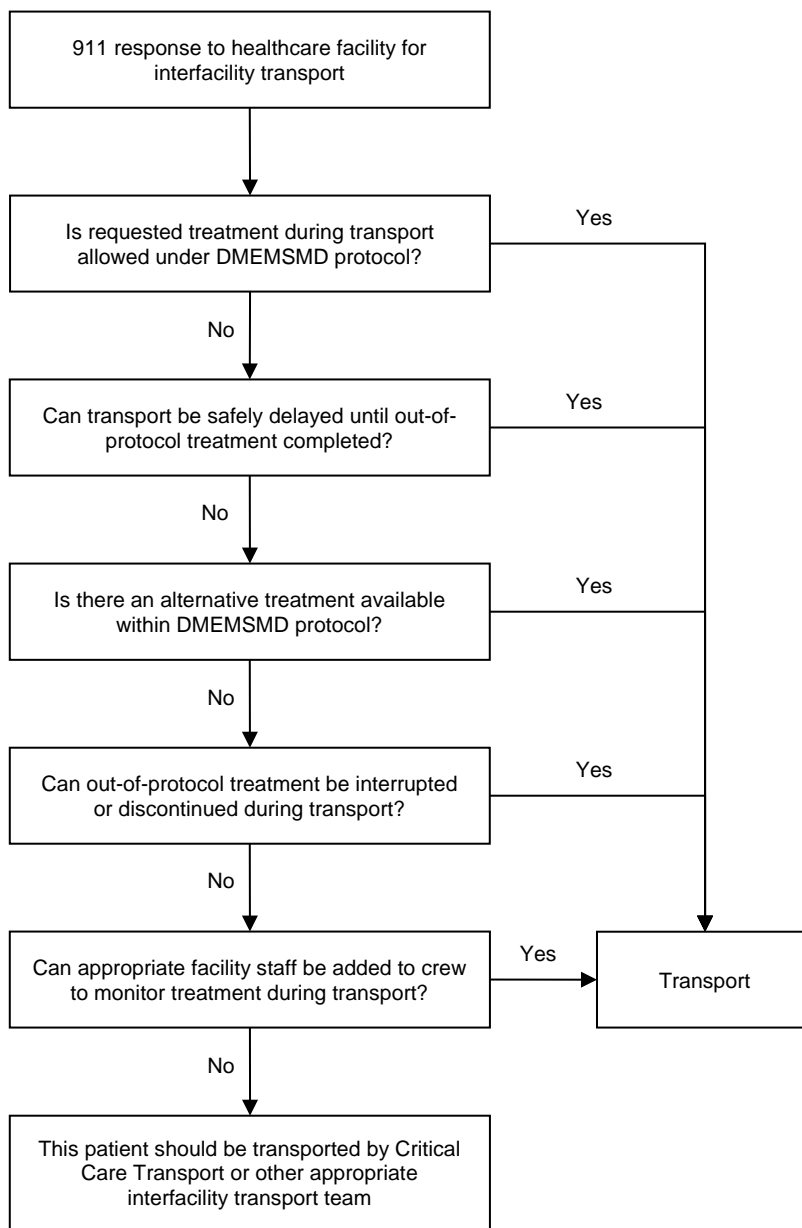 911 response to healthcare facility for
interfacility transport
Is requested treatment during transport
allowed under DMEMSMD protocol?
Yes
No
Can transport be safely delayed until out-of-
protocol treatment completed?
Yes
No
Is there an alternative treatment available
within DMEMSMD protocol?
Yes
No
Can out-of-protocol treatment be interrupted
or discontinued during transport?
Yes
No
Can appropriate facility staff be added to crew
to monitor treatment during transport?
Yes
Transport
No
This patient should be transported by Critical
Care Transport or other appropriate
interfacility transport team